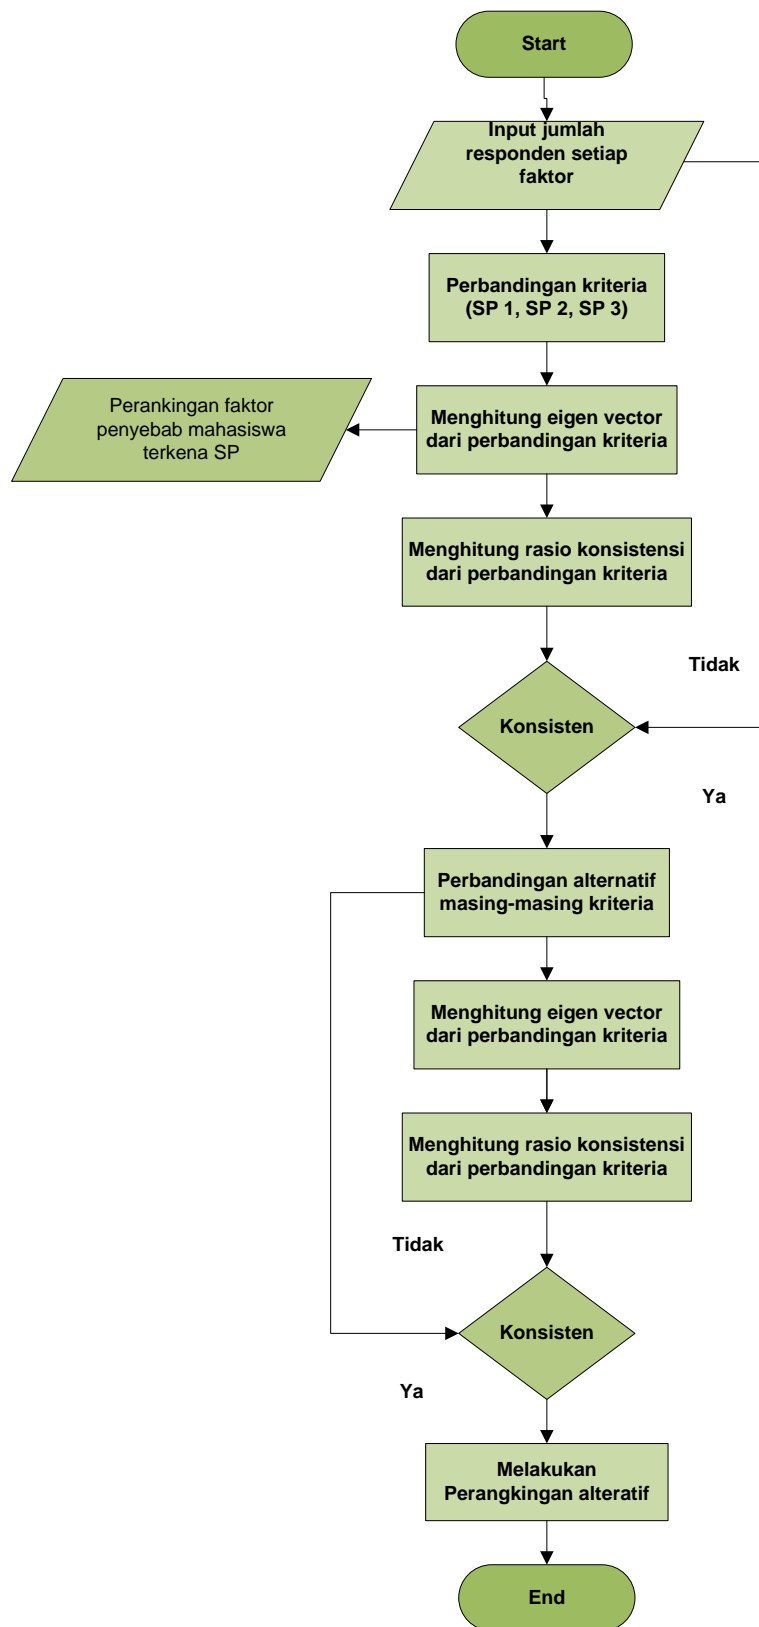 Start
Input jumlah
responden setiap
faktor
Perbandingan kriteria
(SP 1, SP 2, SP 3)
Perankingan faktor
penyebab mahasiswa
terkena SP
Menghitung eigen vector
dari perbandingan kriteria
Menghitung rasio konsistensi
dari perbandingan kriteria
Tidak
Konsisten
Ya
Perbandingan alternatif
masing-masing kriteria
Menghitung eigen vector
dari perbandingan kriteria
Menghitung rasio konsistensi
dari perbandingan kriteria
Tidak
Konsisten
Ya
Melakukan
Perangkingan alteratif
End